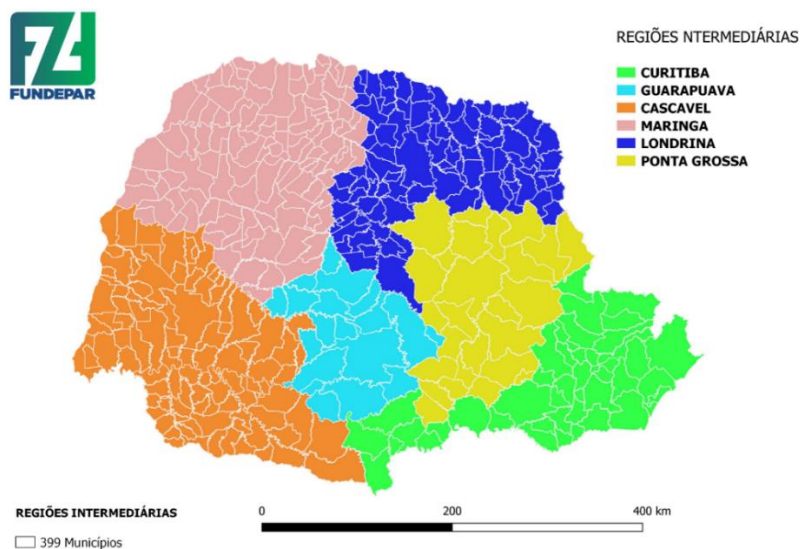 FUNDEPAR
REGIÕES NTERMEDIÁRIAS
CURITIBA
GUARAPUAVA
CASCAVEL
MARINGA
LONDRINA
PONTA GROSSA
REGIÕES INTERMEDIÁRIAS
399 Municípios
0 200 400 km